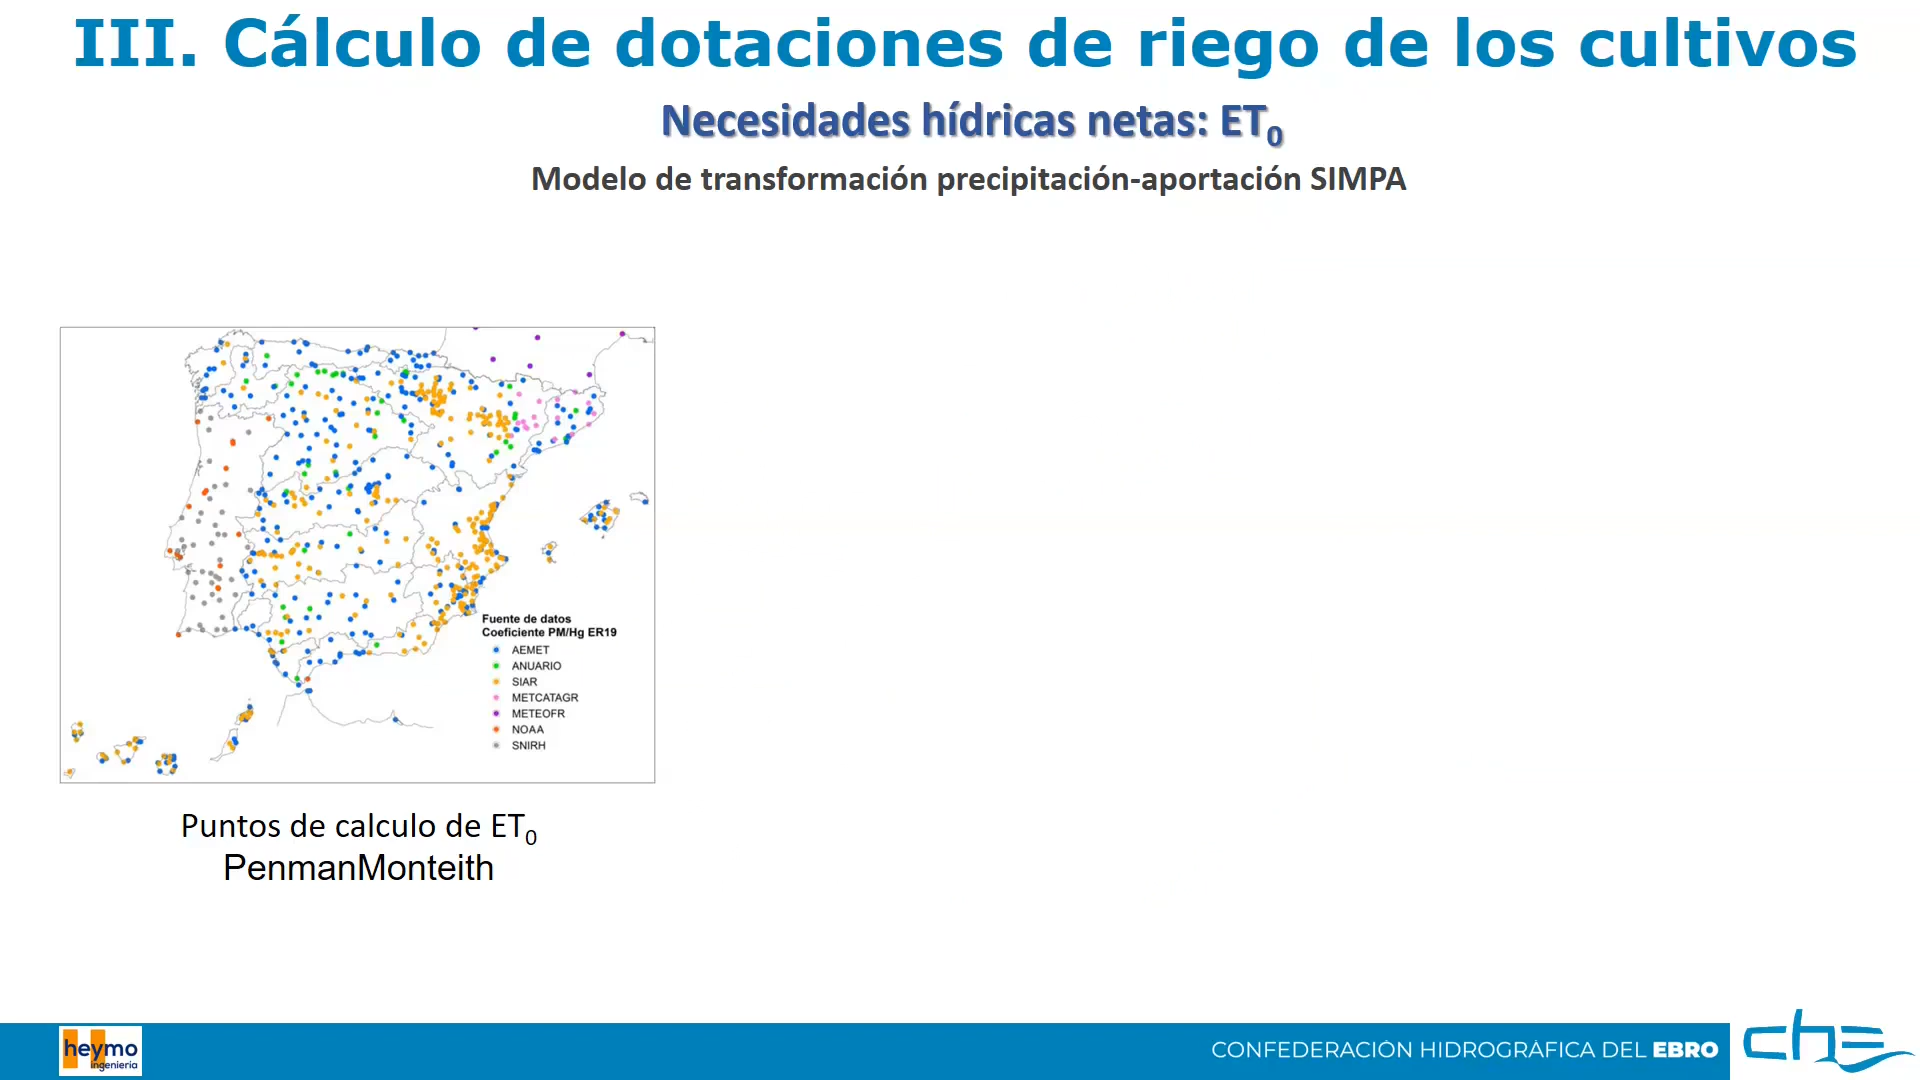 III. Cálculo de dotaciones de riego de los cultivos
Necesidades hídricas netas: ET0
Modelo de transformación precipitación-aportación SIMPA
Fuente de datos
Coeficiente PM/Hg ER19
AEMET
ANUARIO
SIAR
METCATAGR
METEOFR
NOAA
SNIRH
Puntos de calculo de ET0
PenmanMonteith
heymo
ingeniería
CONFEDERACIÓN HIDROGRÁFICA DEL EBRO
che